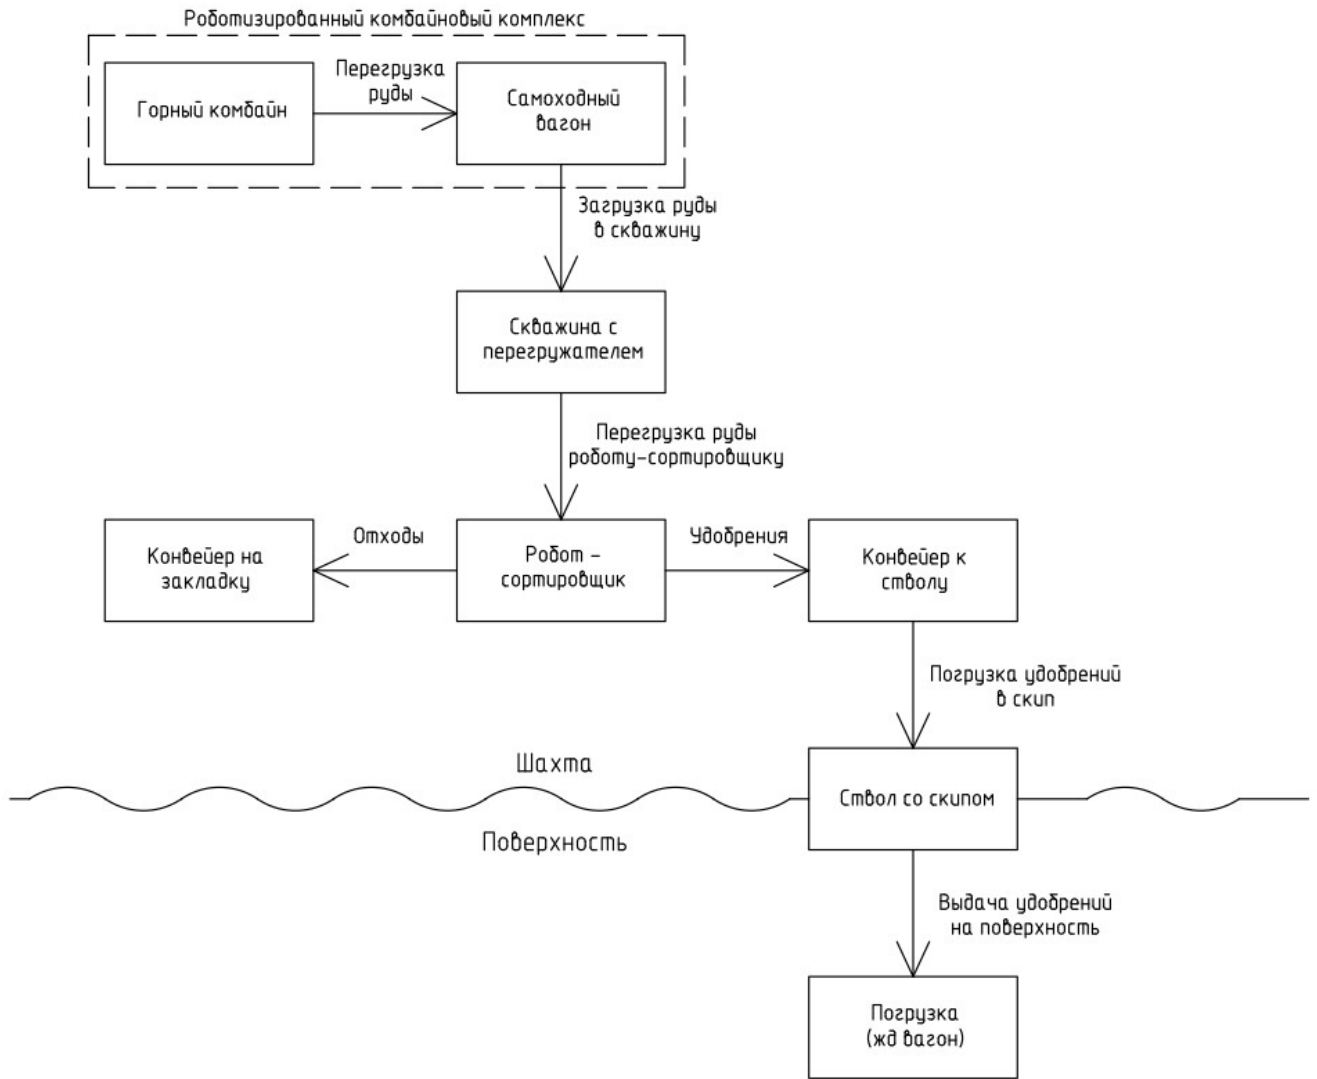 Роботизированный комбайновый комплекс
Перегрузка
руды
Горный комбайн
Самоходный
вагон
Загрузка руды
в скважину
Скважина с
перегружателем
Перегрузка руды
роботу-сортировщику
Конвейер на
закладку
Отходы
Робот -
сортировщик
Удобрения
Конвейер к
стволу
Погрузка удобрений
в скип
Шахта
Ствол со скипом
Поверхность
Выдача удобрений
на поверхность
Погрузка
(жд вагон)